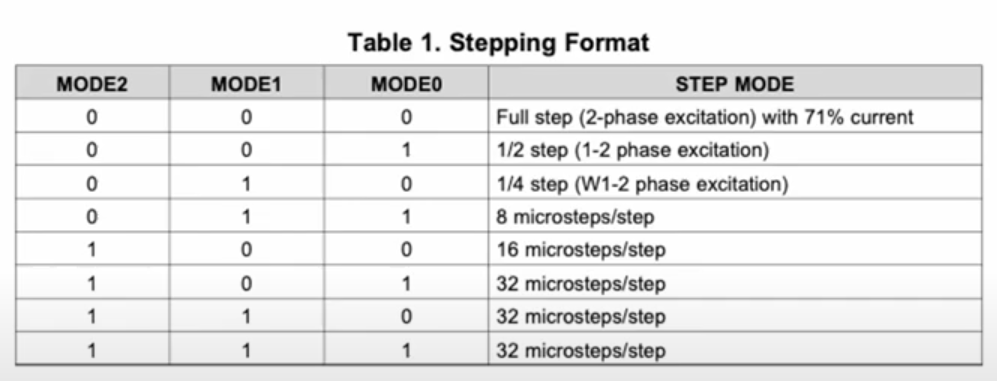 Table 1. Stepping Format
MODE2 MODE1 MODE0 STEP MODE
0 0 0 Full step (2-phase excitation) with 71% current
0 0 1 1/2 step (1-2 phase excitation)
0 1 0 1/4 step (W1-2 phase excitation)
0 1 1 8 microsteps/step
1 0 0 16 microsteps/step
1 0 1 32 microsteps/step
1 1 0 32 microsteps/step
1 1 1 32 microsteps/step